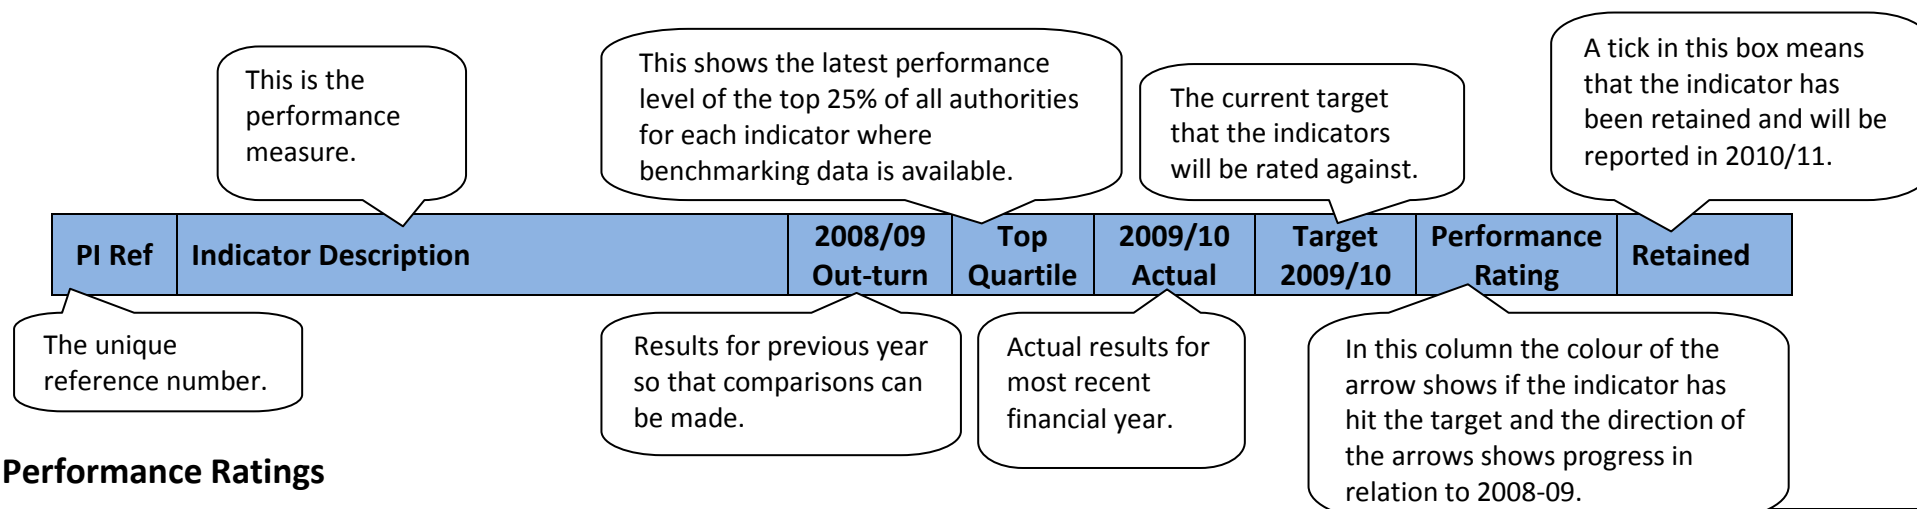 This is the
performance
measure.
This shows the latest performance
level of the top 25% of all authorities
for each indicator where
benchmarking data is available.
The current target
that the indicators
will be rated against.
A tick in this box means
that the indicator has
been retained and will be
reported in 2010/11.
PI Ref
Indicator Description
2008/09
Out-turn
Top
Quartile
2009/10
Actual
Target
2009/10
Performance
Rating
Retained
The unique
reference number.
Results for previous year
so that comparisons can
be made.
Actual results for
most recent
financial year.
In this column the colour of the
arrow shows if the indicator has
hit the target and the direction of
the arrows shows progress in
relation to 2008-09.
Performance Ratings